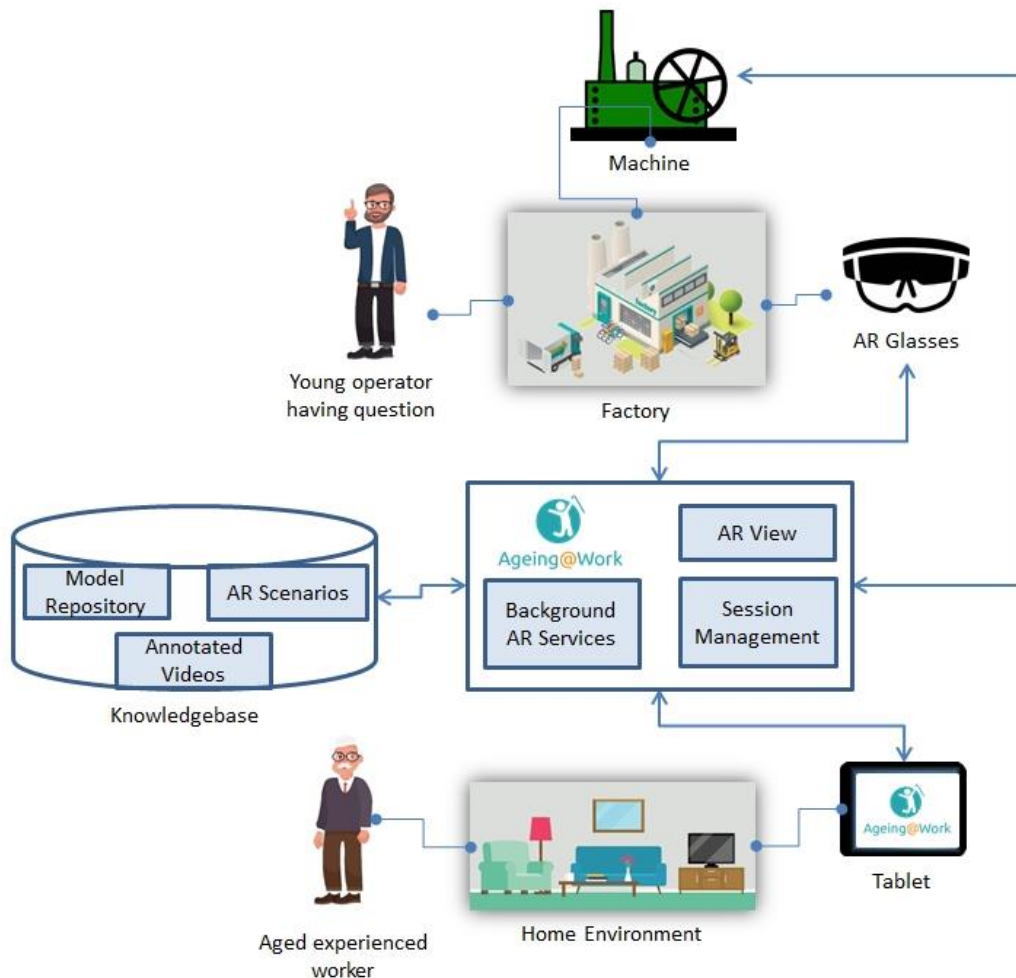 Machine
Young operator
having question
factory
Factory
AR Glasses
Model
Repository
AR Scenarios
Annotated
Videos
Knowledgebase
Ageing@Work
Background
AR Services
AR View
Session
Management
Aged experienced
worker
Home Environment
Ageing@Work
Tablet